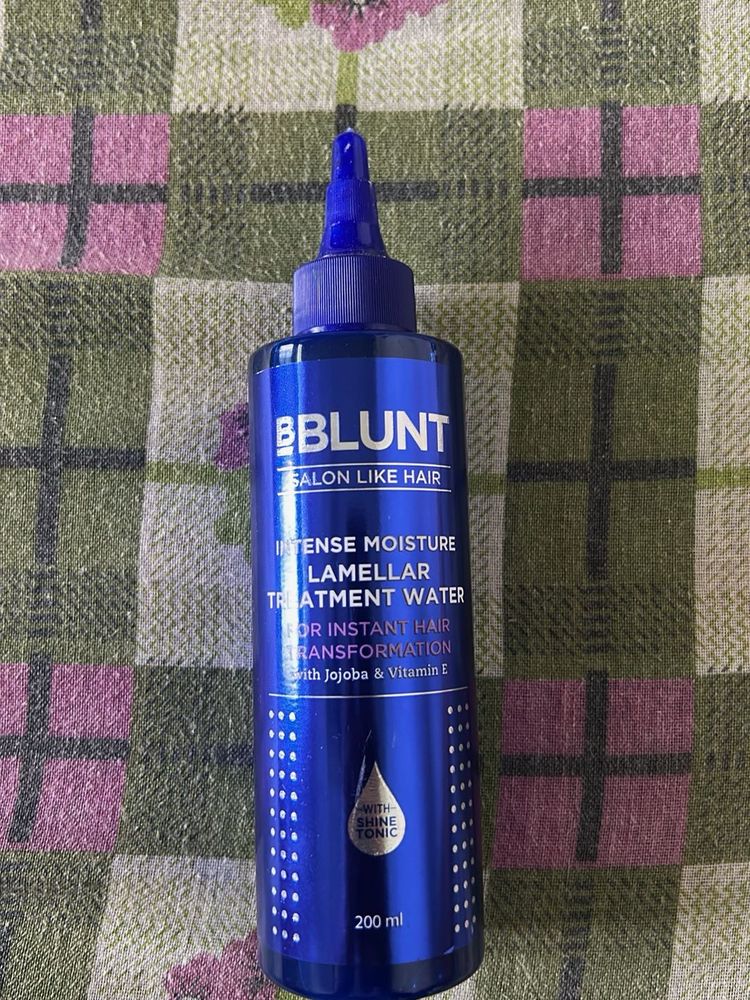 BBLUNT
SALON LIKE HAIR
INTENSE MOISTURE
LAMELLAR
TREATMENT WATER
FOR INSTANT HAIR
TRANSFORMATION
with Jojoba & Vitamin E
WITH
SHINE
TONIC
200 ml